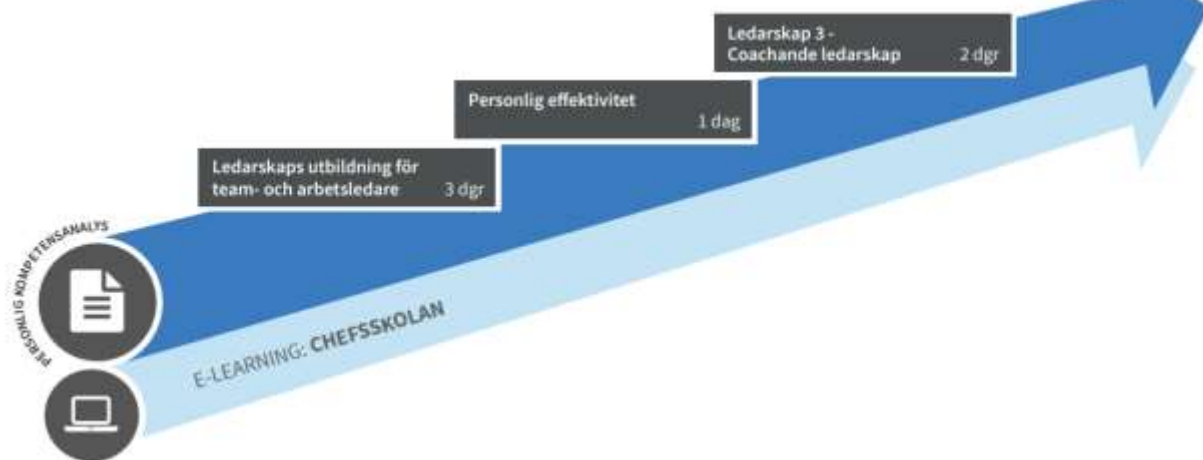 Ledarskap 3 -
Coachande ledarskap 2 dgr
Personlig effektivitet
1 dag
Ledarskaps utbildning för
team- och arbetsledare 3 dgr
PERSONLIG KOMPETENSANALYS
E-LEARNING: CHEFSSKOLAN